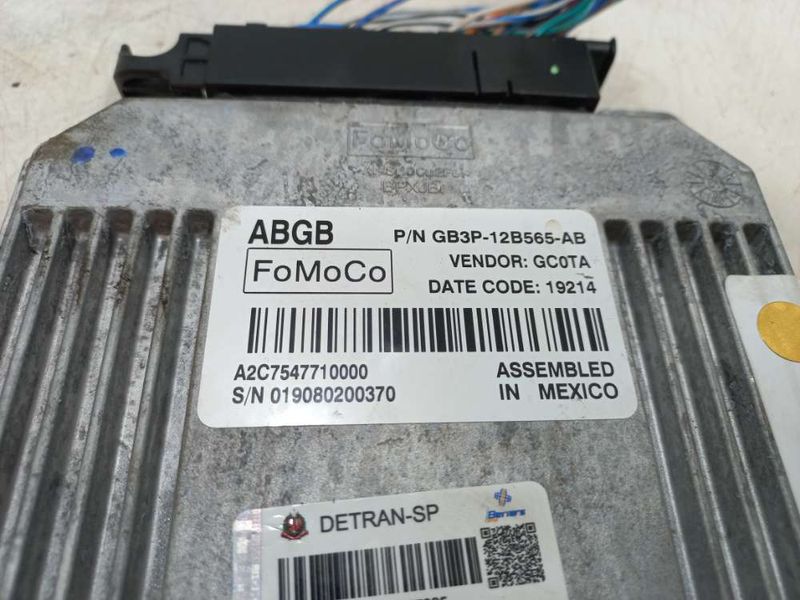 FoMoCo
ABGB
P/N GB3P-12B565-AB
FoMoCo
VENDOR: GC0TA
DATE CODE: 19214
A2C7547710000
ASSEMBLED
S/N 019080200370
IN MEXICO
DETRAN-SP